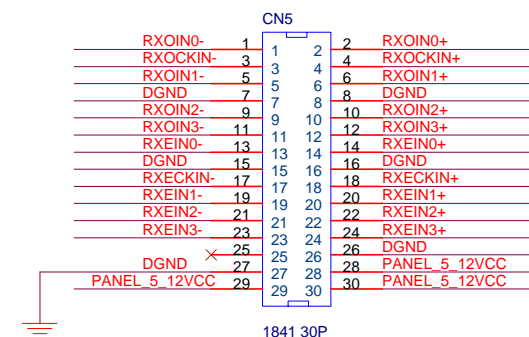 CN5
RXOIN0- 1 1 2 2 RXOIN0+
RXOCKIN- 3 3 4 4 RXOCKIN+
RXOIN1- 5 5 6 6 RXOIN1+
DGND 7 7 8 8 DGND
RXOIN2- 9 9 10 10 RXOIN2+
RXOIN3- 11 11 12 12 RXOIN3+
RXEIN0- 13 13 14 14 RXEIN0+
DGND 15 15 16 16 DGND
RXECKIN- 17 17 18 18 RXECKIN+
RXEIN1- 19 19 20 20 RXEIN1+
RXEIN2- 21 21 22 22 RXEIN2+
RXEIN3- 23 23 24 24 RXEIN3+
25 25 26 26 DGND
DGND 27 27 28 28 PANEL_5_12VCC
PANEL_5_12VCC 29 29 30 30 PANEL_5_12VCC
1841 30P